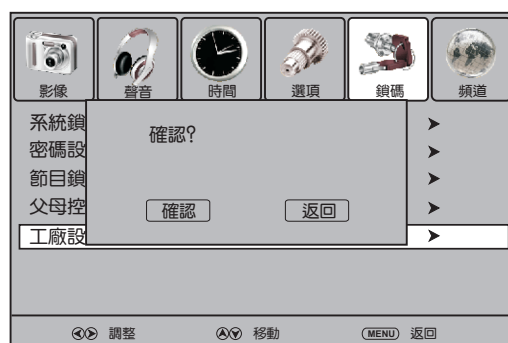 影像 聲音 時間 選項 鎖碼 頻道
系統鎖
密碼設
節目鎖
父母控
工廠設
確認?
確認 返回
調整 移動 MENU 返回